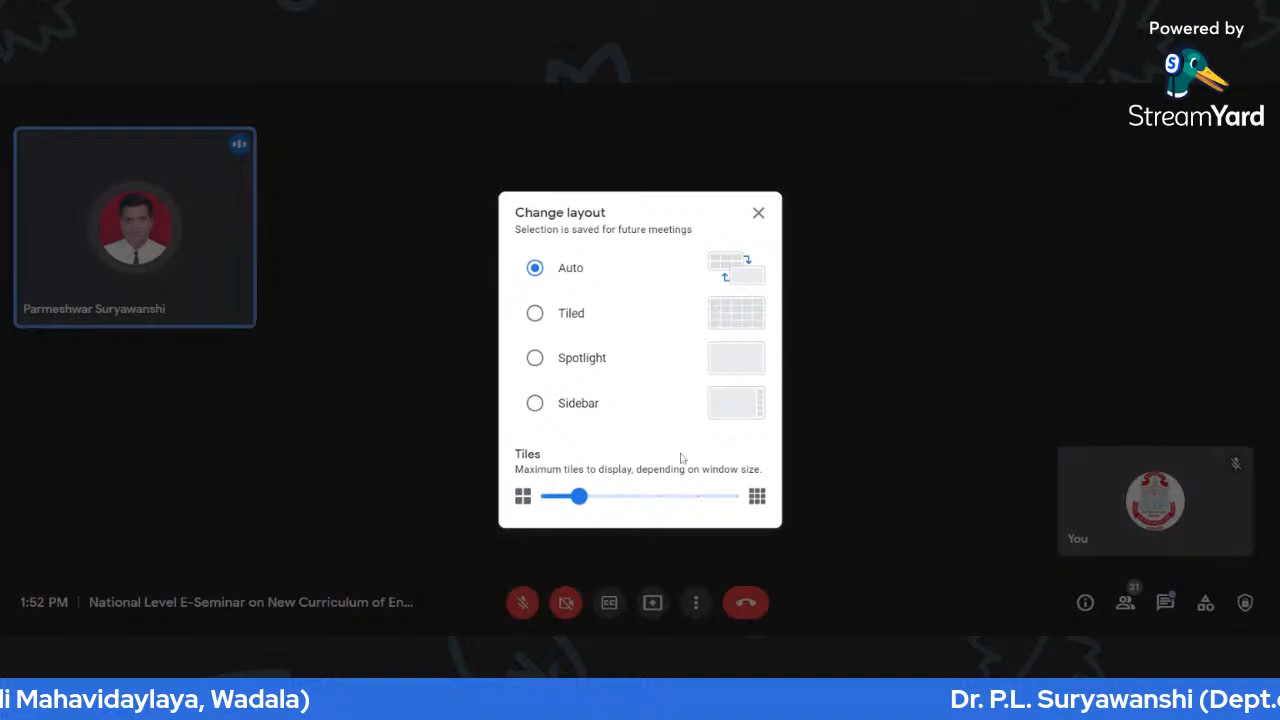 Powered by
StreamYard
Parmeshwar Suryawanshi
Change layout
Selection is saved for future meetings
Auto
Tiled
Spotlight
Sidebar
Tiles
Maximum tiles to display, depending on window size.
You
1:52 PM | National Level E-Seminar on New Curriculum of En...
31
li Mahavidaylaya, Wadala) Dr. P.L. Suryawanshi (Dept.